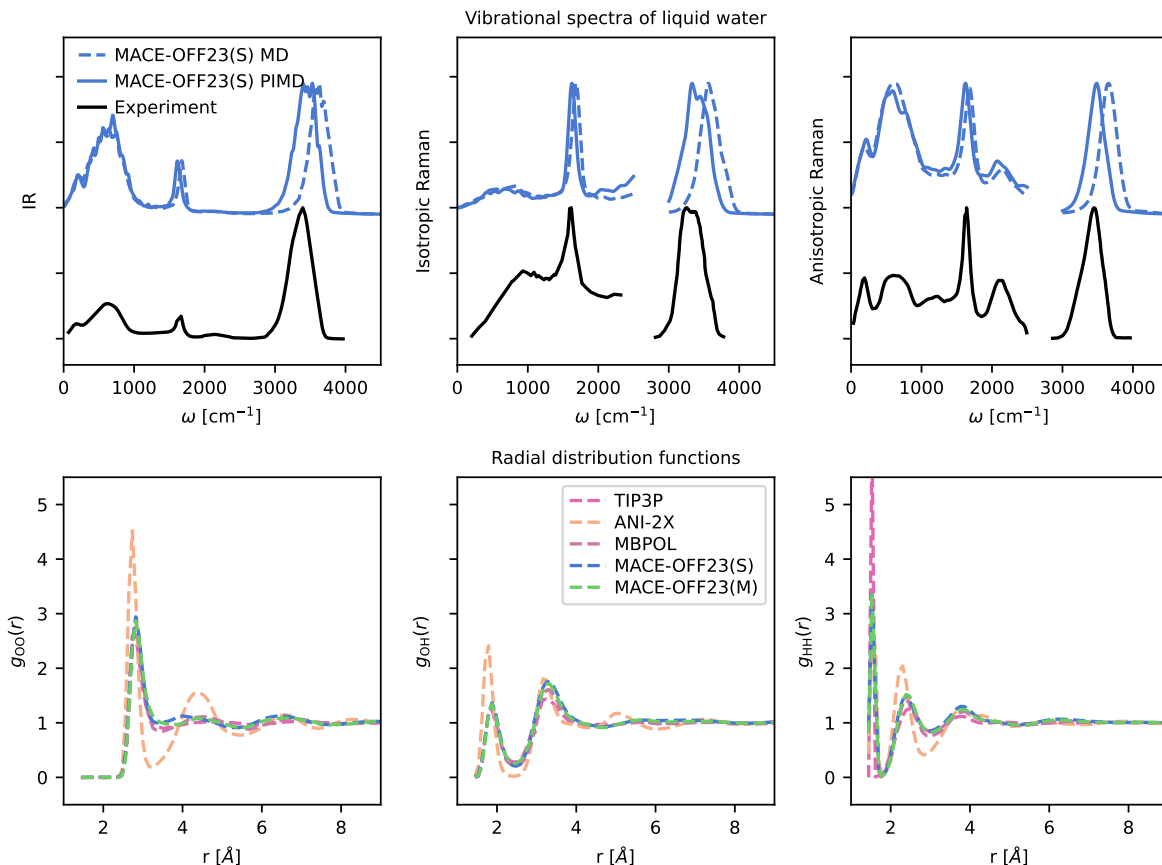 Vibrational spectra of liquid water
MACE-OFF23(S) MD
MACE-OFF23(S) PIMD
Experiment
IR
0 1000 2000 3000 4000
ω [cm⁻¹]
Isotropic Raman
0 1000 2000 3000 4000
ω [cm⁻¹]
Anisotropic Raman
0 1000 2000 3000 4000
ω [cm⁻¹]
Radial distribution functions
5
4
3
2
1
0
g_OO(r)
2 4 6 8
r [Å]
TIP3P
ANI-2X
MBPOL
MACE-OFF23(S)
MACE-OFF23(M)
g_OH(r)
2 4 6 8
r [Å]
5
4
3
2
1
0
g_HH(r)
2 4 6 8
r [Å]